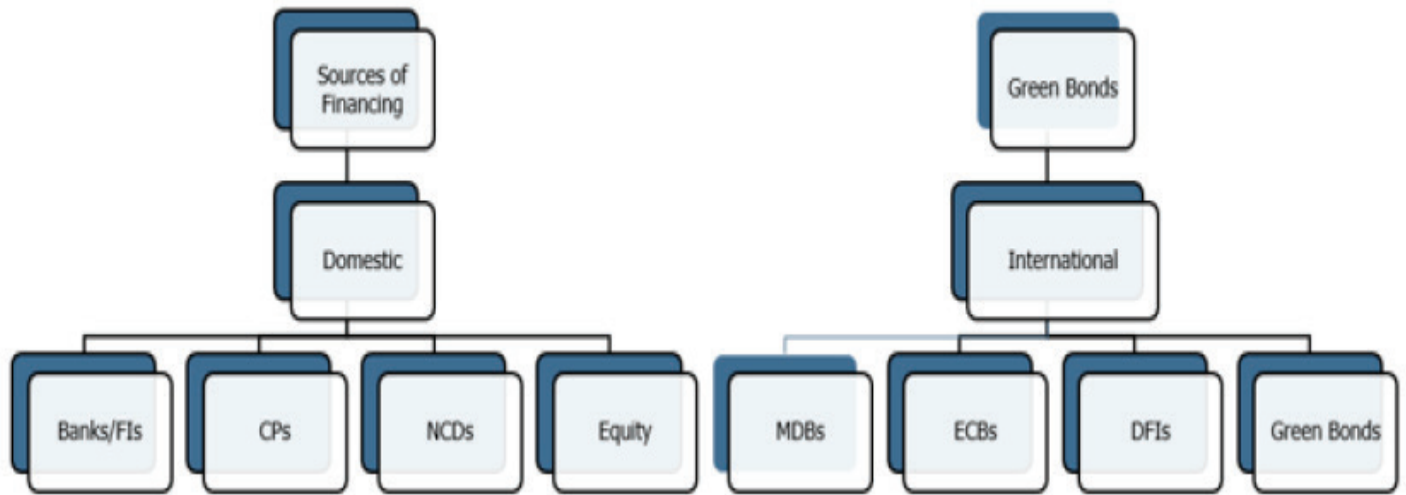 Sources of
Financing
Green Bonds
Domestic
International
Banks/FIs
CPs
NCDs
Equity
MDBs
ECBs
DFIs
Green Bonds